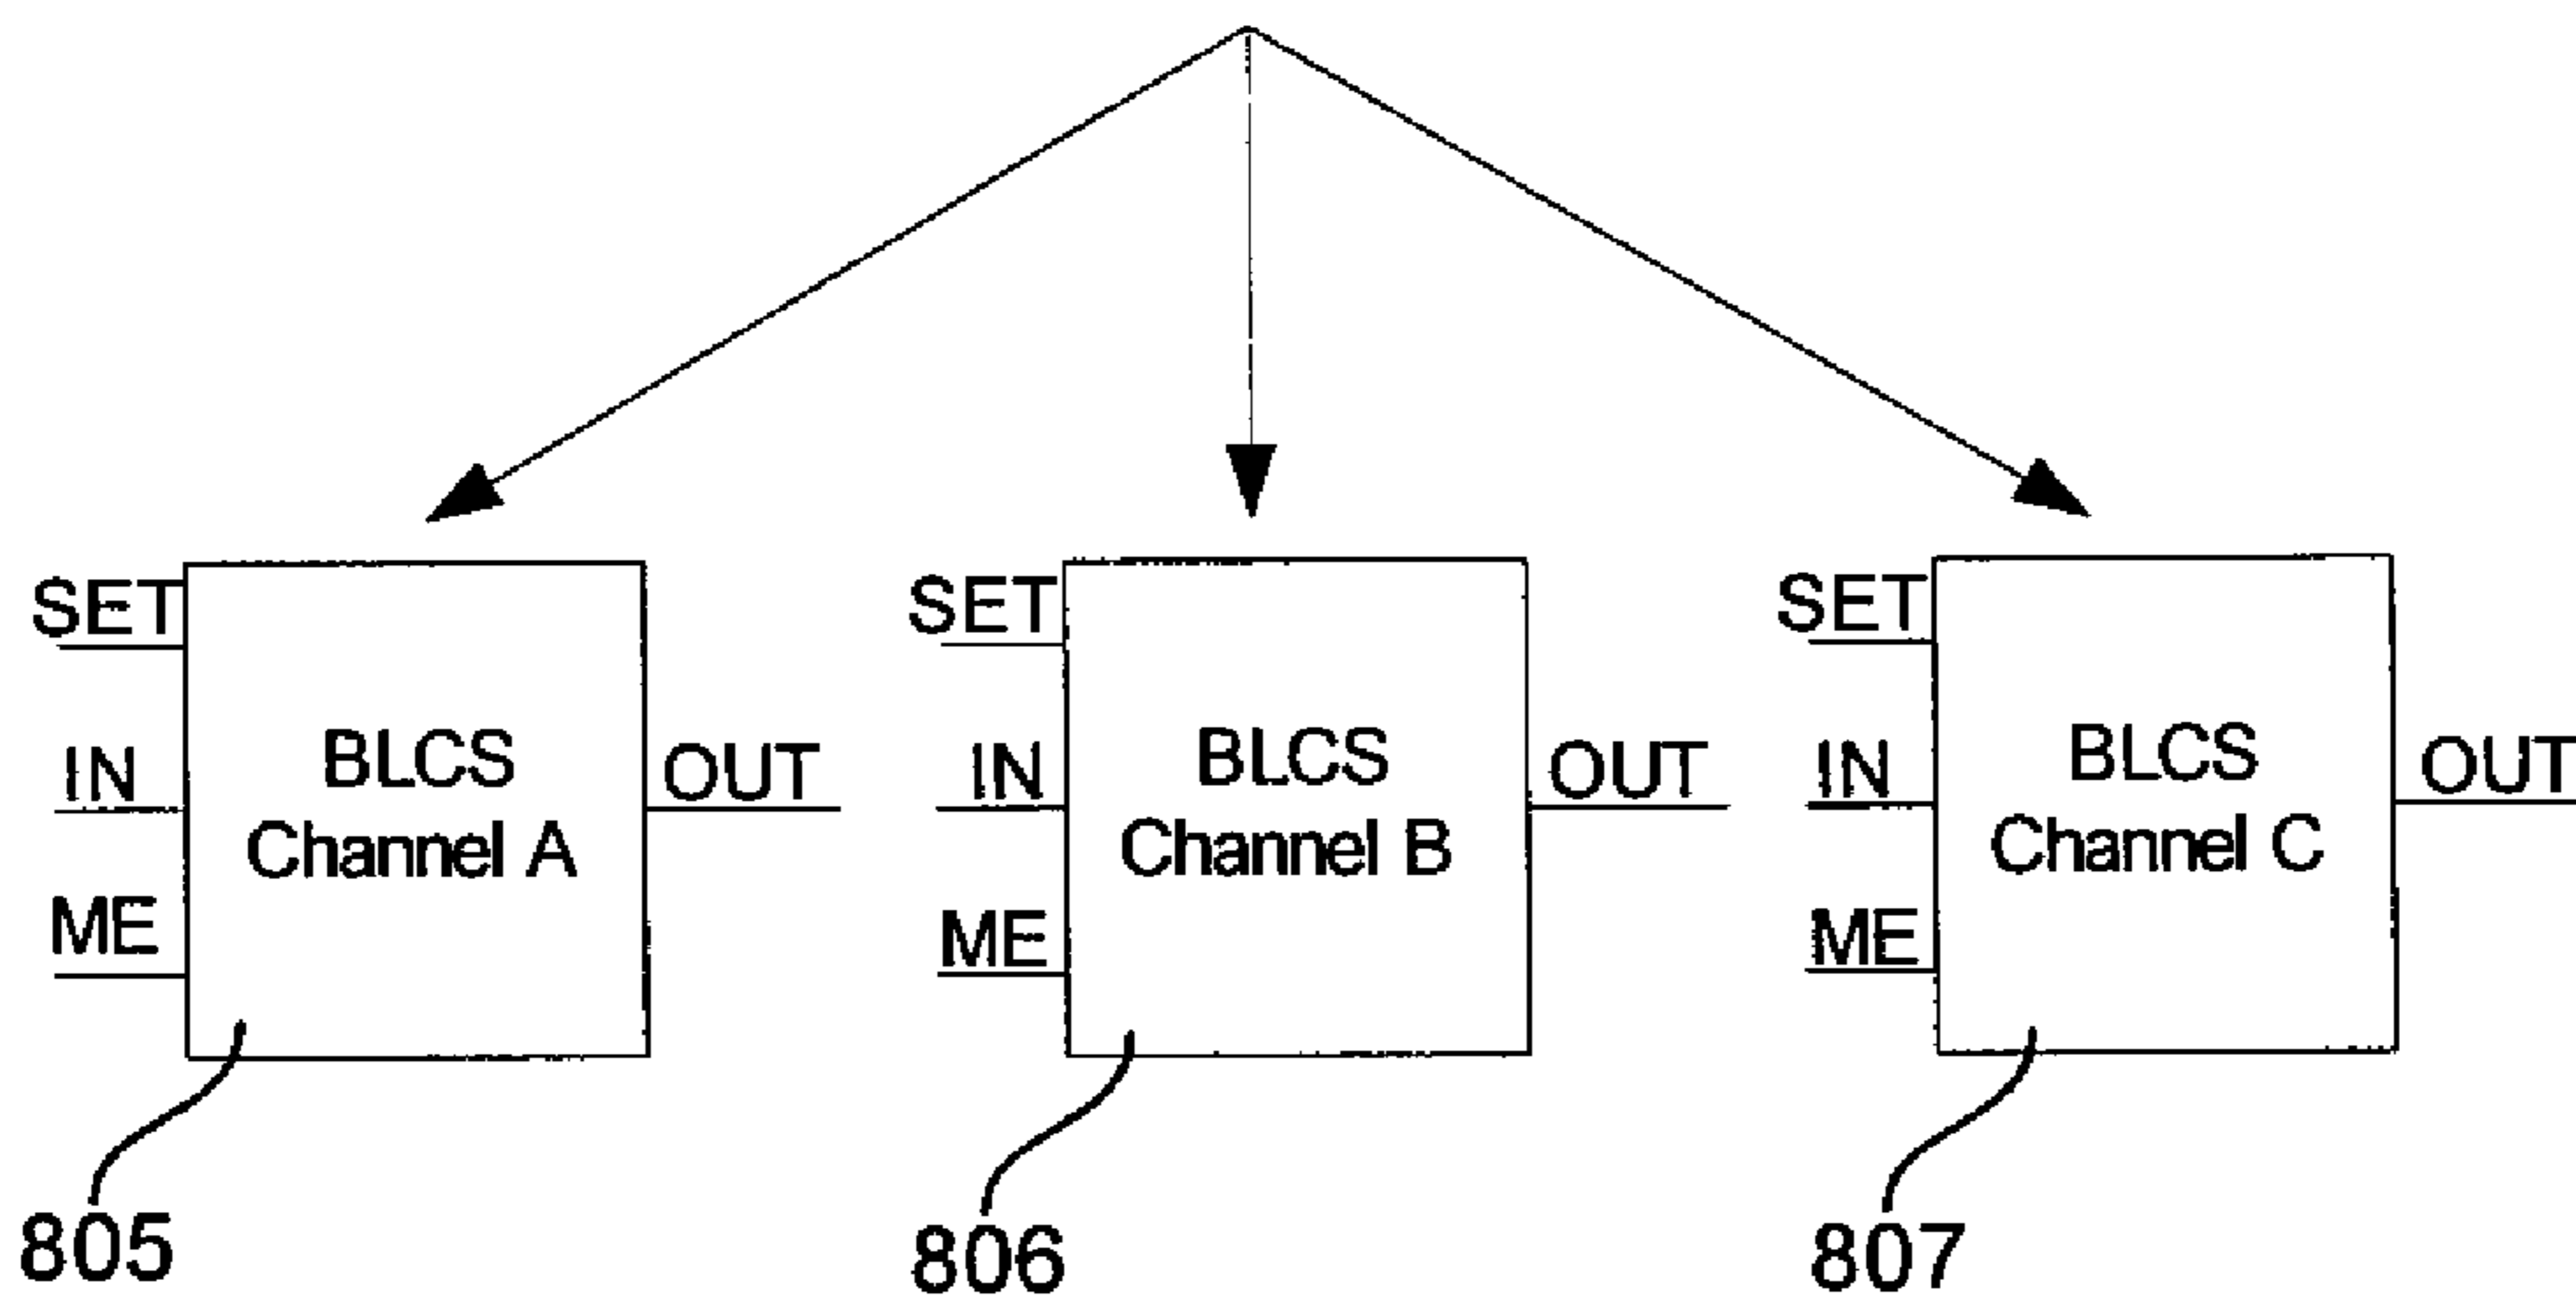 SET
BLCS
Channel A
IN
ME
OUT
805
SET
BLCS
Channel B
IN
ME
OUT
806
SET
BLCS
Channel C
IN
ME
OUT
807